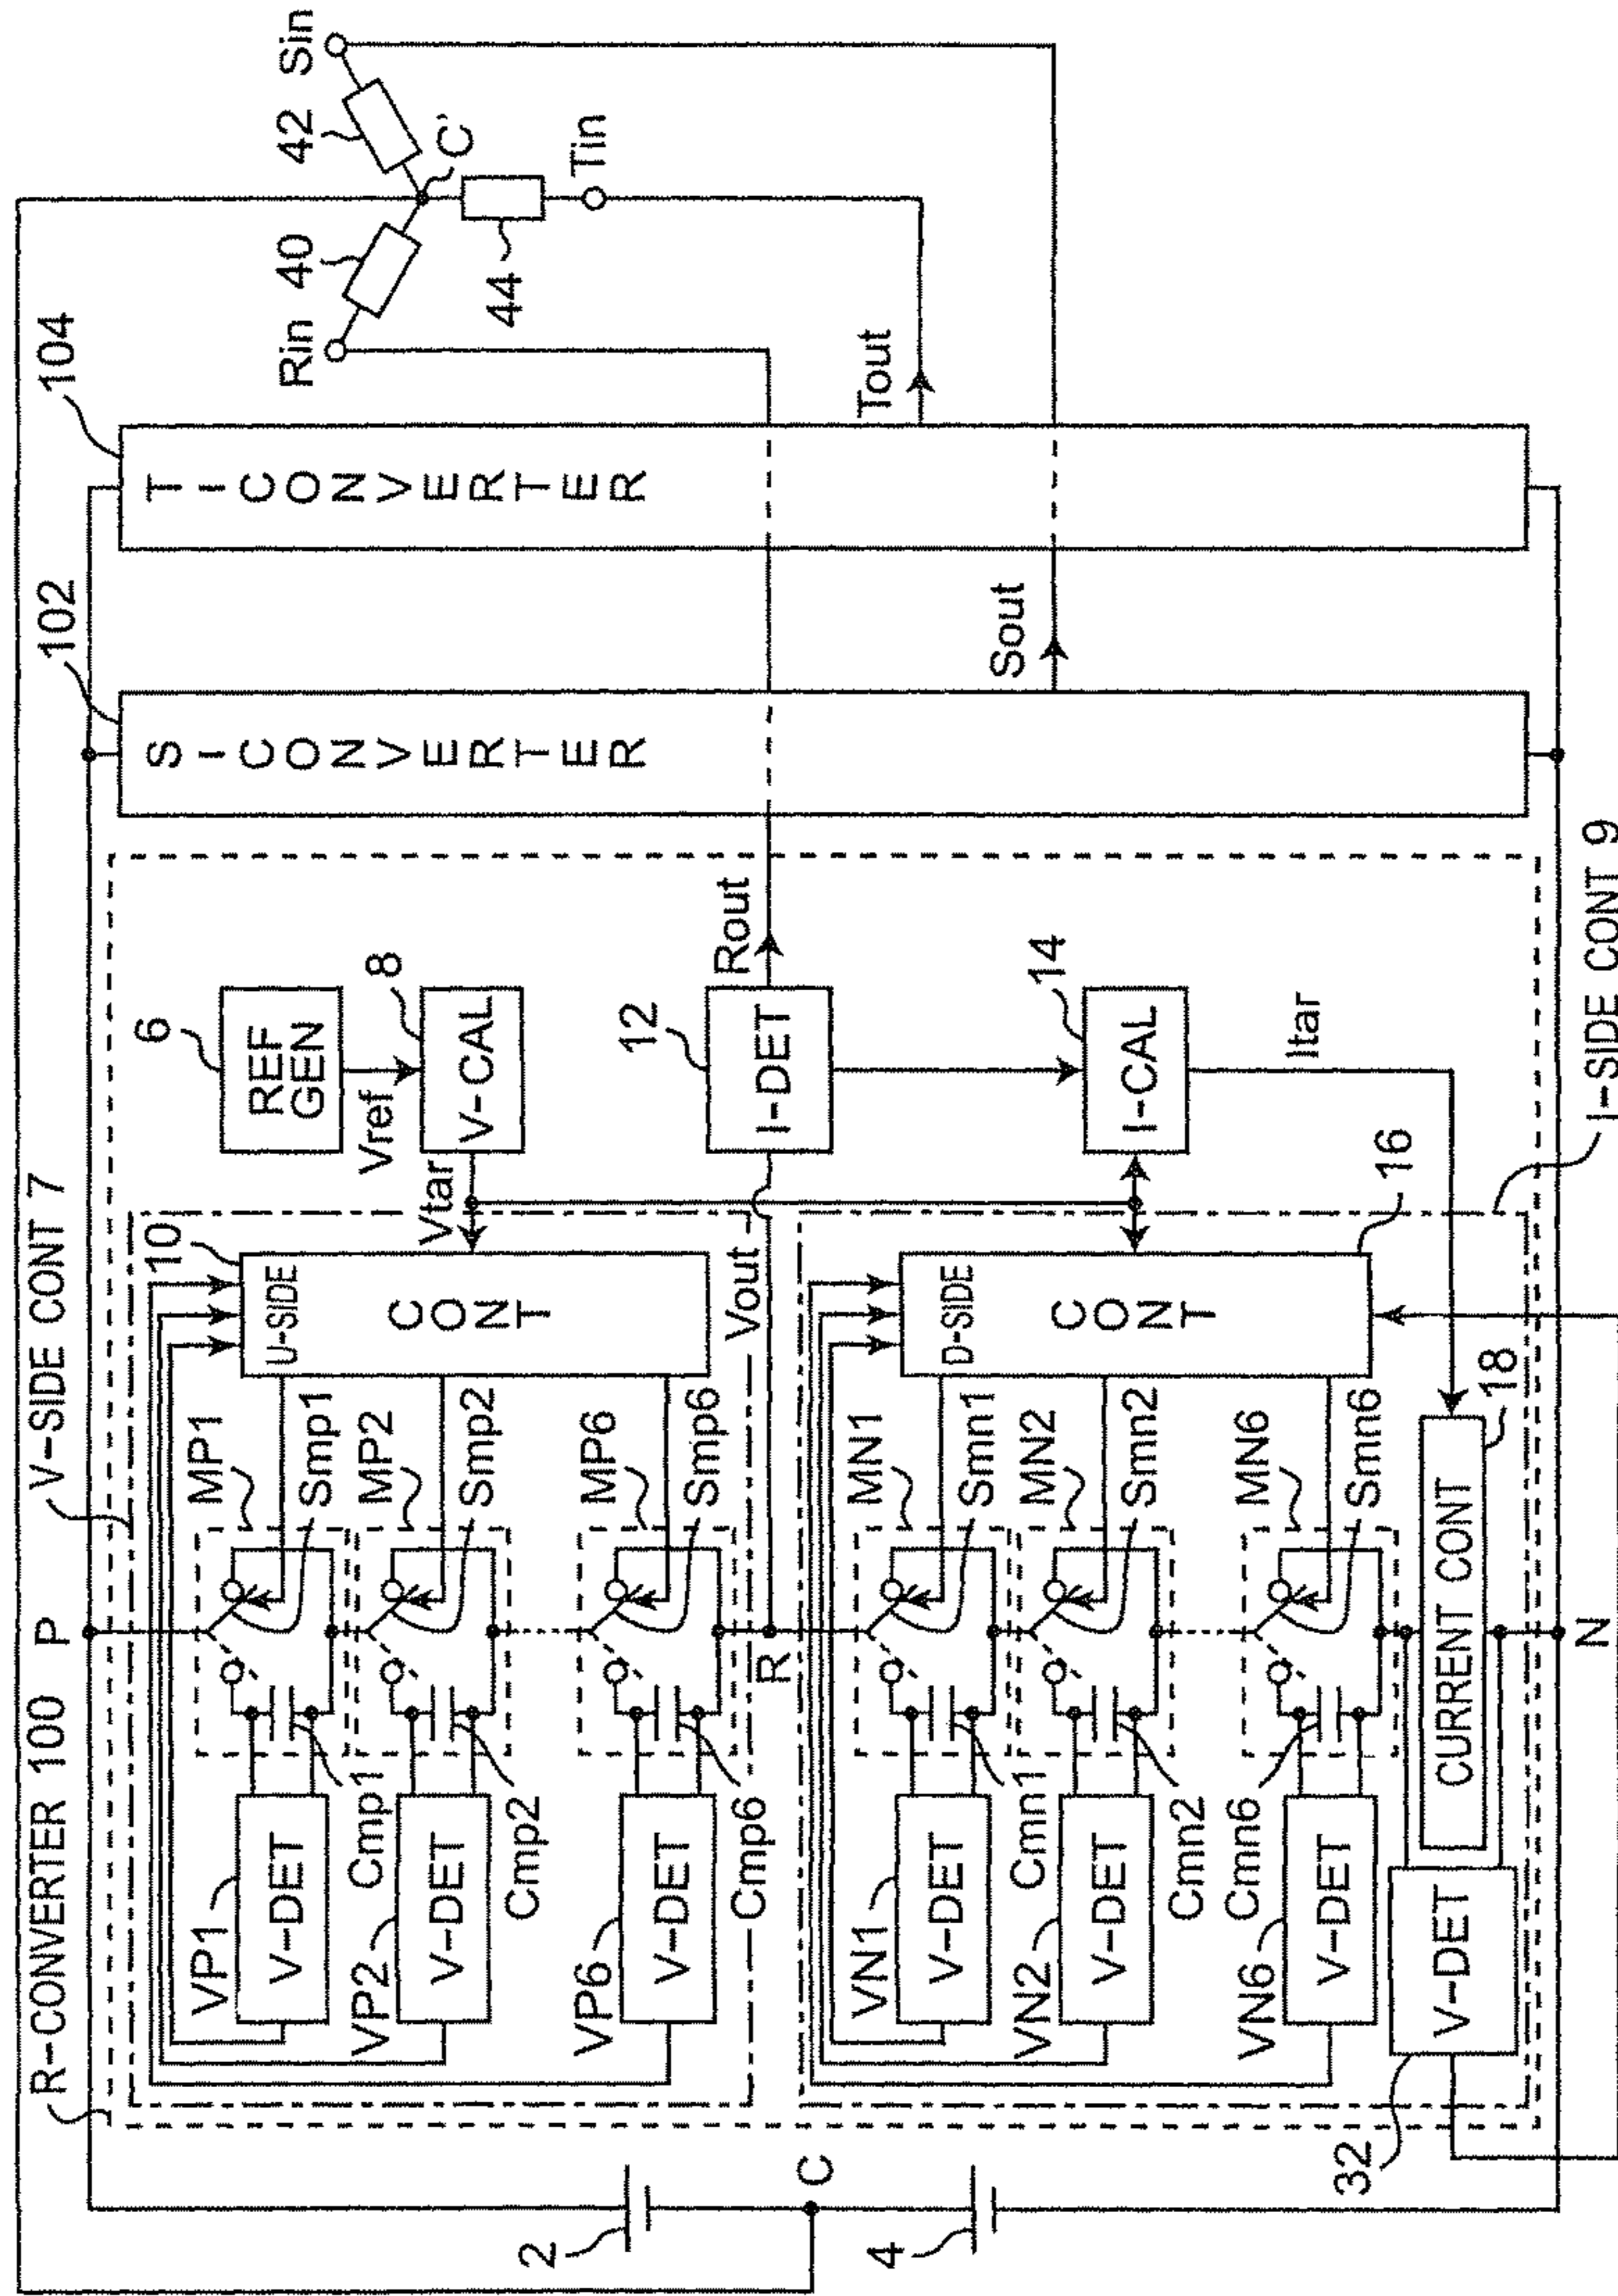 R-CONVERTER 100
P
V-SIDE CONT 7
102
104
Rin
40
42
Sin
C'
44
Tin
VP1
V-DET
Cmp1
MP1
Smp1
VP2
V-DET
Cmp2
MP2
Smp2
VP6
V-DET
Cmp6
MP6
Smp6
10
U-SIDE
CONT
Vtar
Vref
6
REF
GEN
8
V-CAL
S-CONVERTER
T-CONVERTER
2
C
4
R
Vout
12
I-DET
Rout
Sout
Tout
VN1
V-DET
Cmn1
MN1
Smn1
VN2
V-DET
Cmn2
MN2
Smn2
VN6
V-DET
Cmn6
MN6
Smn6
D-SIDE
CONT
16
14
I-CAL
Itar
32
V-DET
CURRENT CONT
18
N
I-SIDE CONT 9